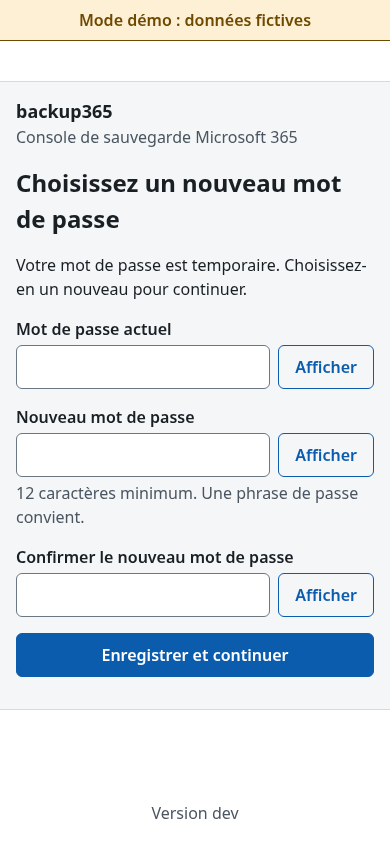 Mode démo : données fictives
backup365
Console de sauvegarde Microsoft 365
Choisissez un nouveau mot
de passe
Votre mot de passe est temporaire. Choisissez-
en un nouveau pour continuer.
Mot de passe actuel
Afficher
Nouveau mot de passe
Afficher
12 caractères minimum. Une phrase de passe
convient.
Confirmer le nouveau mot de passe
Afficher
Enregistrer et continuer
Version dev